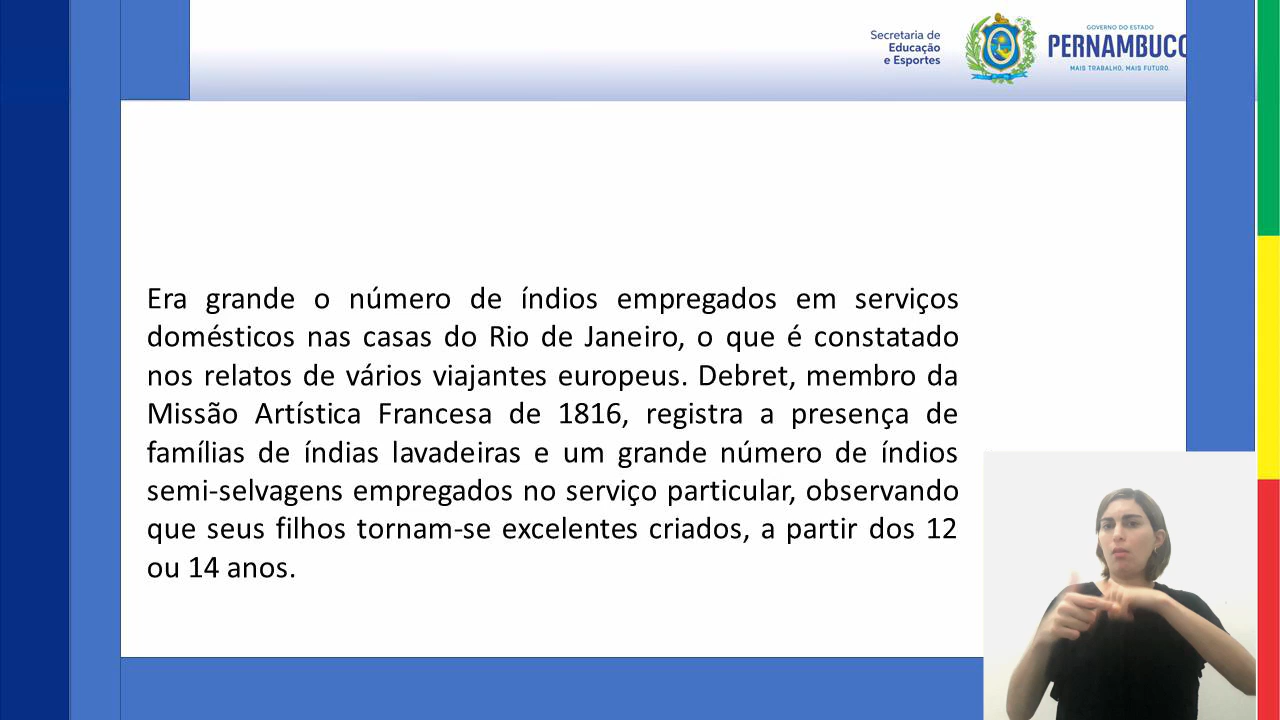 Secretaria de
Educação
e Esportes
GOVERNO DO ESTADO
PERNAMBUCO
MAIS TRABALHO, MAIS FUTURO.
Era grande o número de índios empregados em serviços
domésticos nas casas do Rio de Janeiro, o que é constatado
nos relatos de vários viajantes europeus. Debret, membro da
Missão Artística Francesa de 1816, registra a presença de
famílias de índias lavadeiras e um grande número de índios
semi-selvagens empregados no serviço particular, observando
que seus filhos tornam-se excelentes criados, a partir dos 12
ou 14 anos.